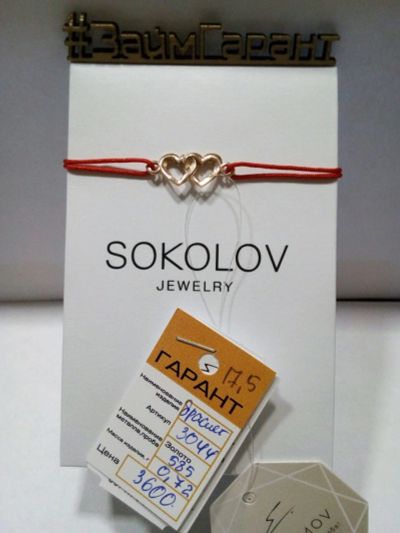 #ЗаймГарант
SOKOLOV
JEWELRY
ГАРАНТ
17,5
Наименование изделия браслет
Артикул 3044
Наименование металла, проба Золото 585
Масса изделия, г 0,72
Цена 3600.